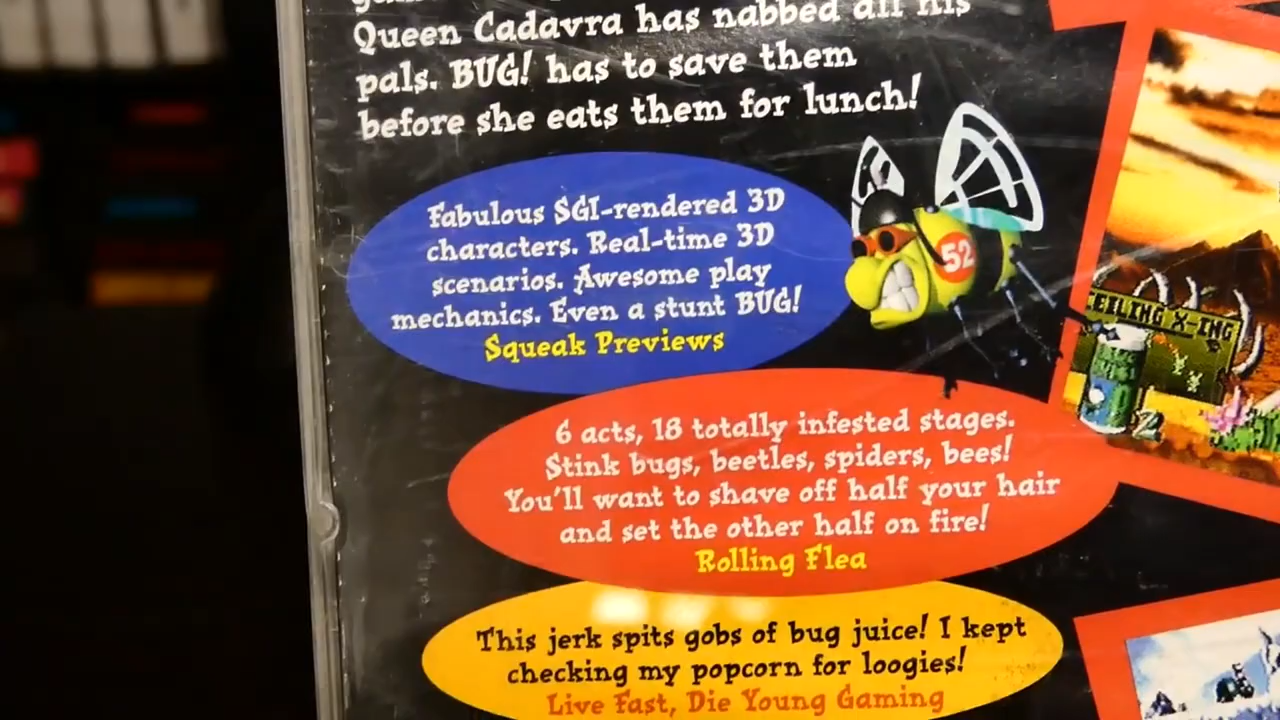 Queen Cadavra has nabbed all his
pals. BUG! has to save them
before she eats them for lunch!
Fabulous SGI-rendered 3D
characters. Real-time 3D
scenarios. Awesome play
mechanics. Even a stunt BUG!
Squeak Previews
52
EELING X-ING
2
6 acts, 18 totally infested stages.
Stink bugs, beetles, spiders, bees!
You'll want to shave off half your hair
and set the other half on fire!
Rolling Flea
This jerk spits gobs of bug juice! I kept
checking my popcorn for loogies!
Live Fast, Die Young Gaming